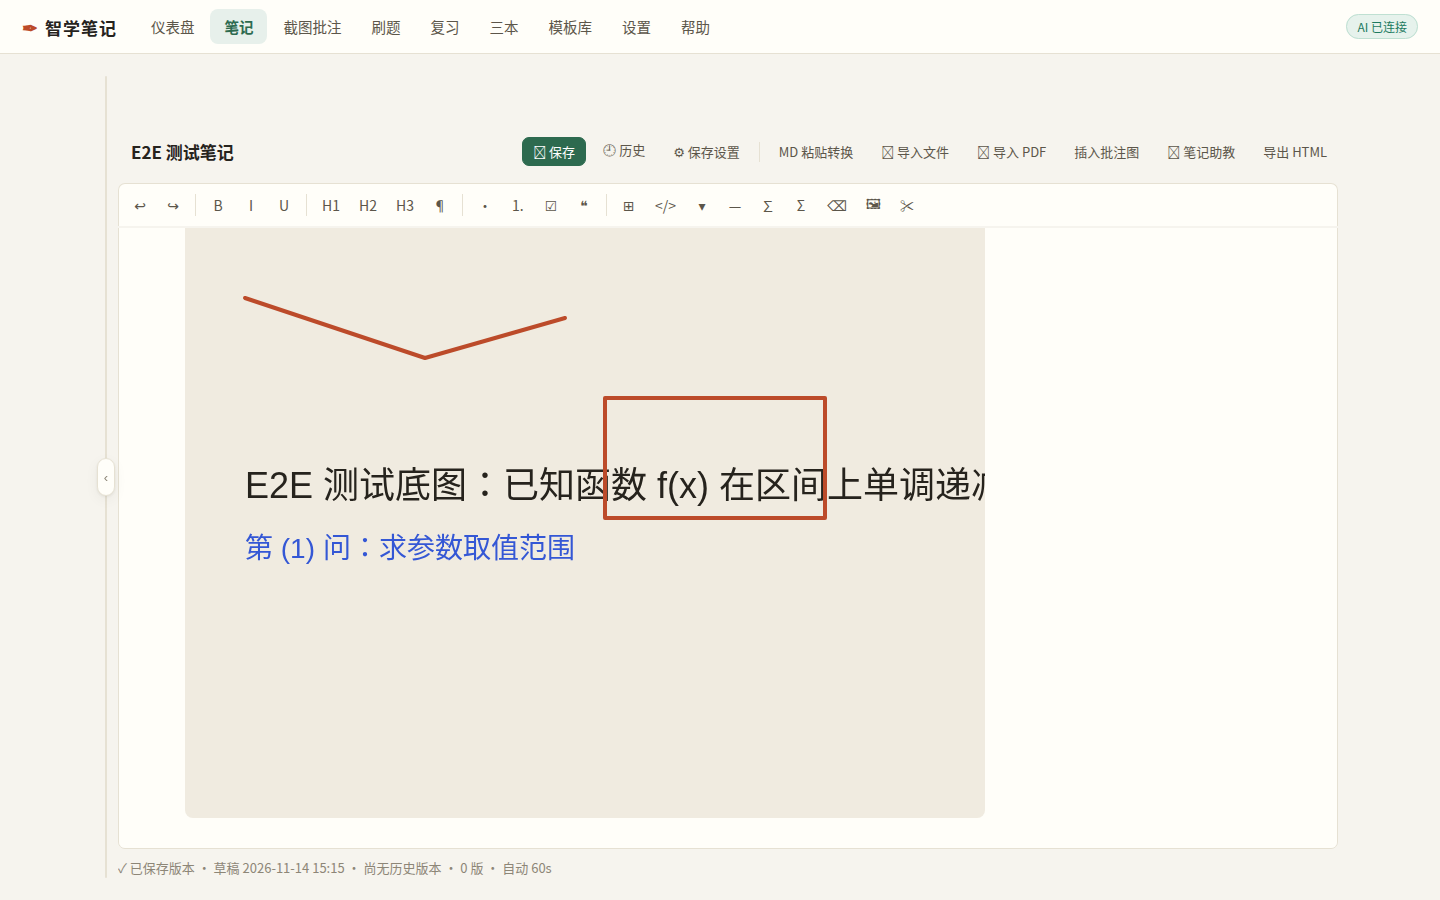 智学笔记 仪表盘 笔记 截图批注 刷题 复习 三本 模板库 设置 帮助 AI 已连接
E2E 测试笔记 保存 历史 保存设置 MD 粘贴转换 导入文件 导入 PDF 插入批注图 笔记助教 导出 HTML
B I U H1 H2 H3 ¶ • 1. ☑ ❝ ⊞ </> ▾ — ∑ Σ
E2E 测试底图：已知函数 f(x) 在区间上单调递
第 (1) 问：求参数取值范围
✓ 已保存版本 · 草稿 2026-11-14 15:15 · 尚无历史版本 · 0 版 · 自动 60s